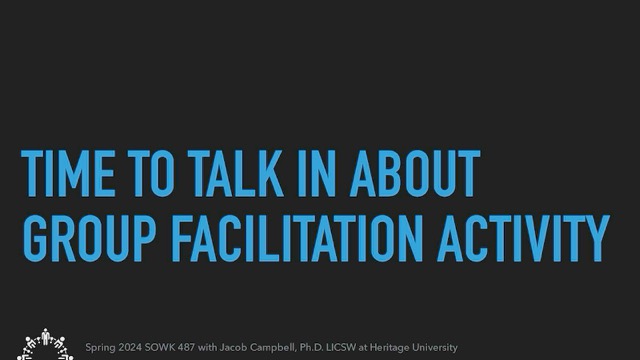 TIME TO TALK IN ABOUT
GROUP FACILITATION ACTIVITY
Spring 2024 SOWK 487 with Jacob Campbell, Ph.D. LICSW at Heritage University